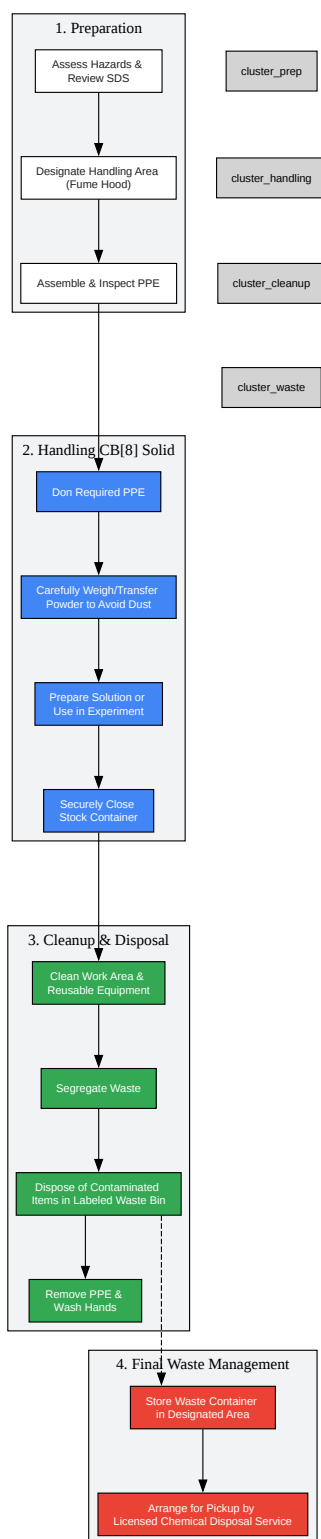 1. Preparation
Assess Hazards &
Review SDS
cluster_prep
Designate Handling Area
(Fume Hood)
cluster_handling
Assemble & Inspect PPE
cluster_cleanup
cluster_waste
2. Handling CB[8] Solid
Don Required PPE
Carefully Weigh/Transfer
Powder to Avoid Dust
Prepare Solution or
Use in Experiment
Securely Close
Stock Container
3. Cleanup & Disposal
Clean Work Area &
Reusable Equipment
Segregate Waste
Dispose of Contaminated
Items in Labeled Waste Bin
Remove PPE &
Wash Hands
4. Final Waste Management
Store Waste Container
in Designated Area
Arrange for Pickup by
Licensed Chemical Disposal Service